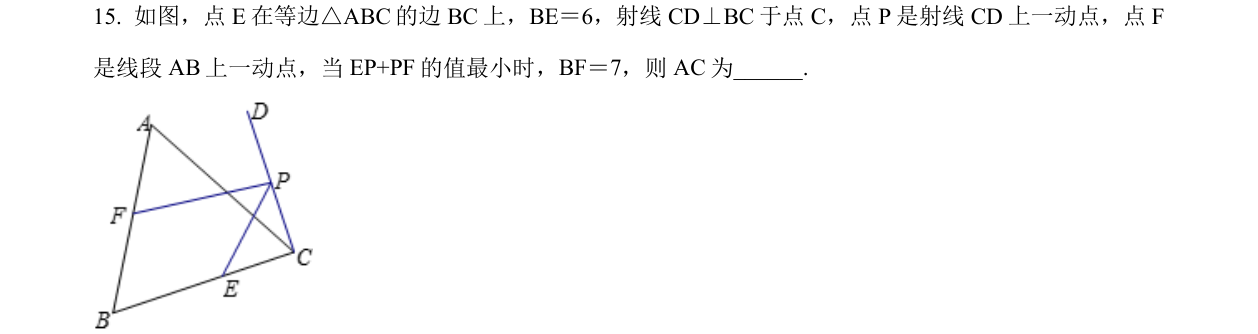 15. 如图，点 E 在等边△ABC 的边 BC 上，BE＝6，射线 CD⊥BC 于点 C，点 P 是射线 CD 上一动点，点 F
是线段 AB 上一动点，当 EP+PF 的值最小时，BF＝7，则 AC 为______.
D
A
P
F
C
E
B